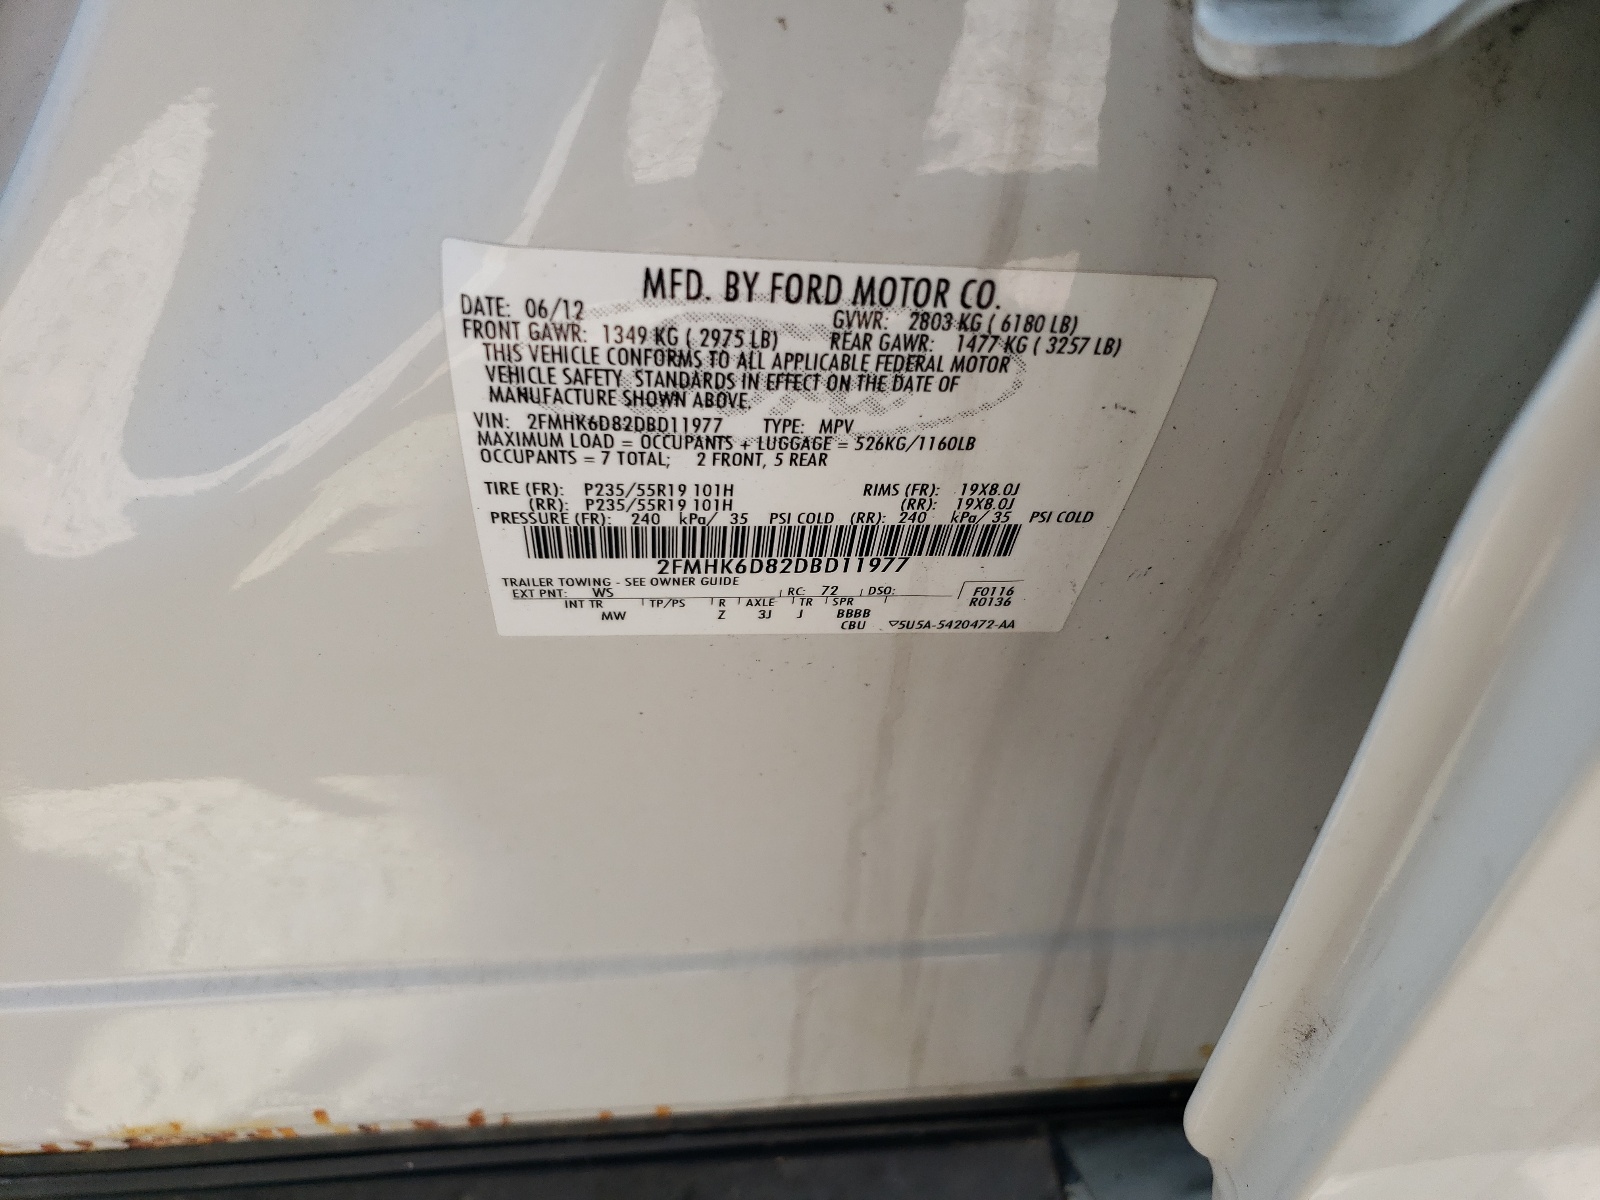 MFD. BY FORD MOTOR CO.
DATE: 06/12 GVWR: 2803 KG ( 6180 LB)
FRONT GAWR: 1349 KG ( 2975 LB) REAR GAWR: 1477 KG ( 3257 LB)
THIS VEHICLE CONFORMS TO ALL APPLICABLE FEDERAL MOTOR
VEHICLE SAFETY STANDARDS IN EFFECT ON THE DATE OF
MANUFACTURE SHOWN ABOVE.
VIN: 2FMHK6D82DBD11977 TYPE: MPV
MAXIMUM LOAD = OCCUPANTS + LUGGAGE = 526KG/1160LB
OCCUPANTS = 7 TOTAL; 2 FRONT, 5 REAR
TIRE (FR): P235/55R19 101H RIMS (FR): 19X8.0J
(RR): P235/55R19 101H (RR): 19X8.0J
PRESSURE (FR): 240 kPa/ 35 PSI COLD (RR): 240 kPa/ 35 PSI COLD
2FMHK6D82DBD11977
TRAILER TOWING - SEE OWNER GUIDE
EXT PNT: WS RC: 72 DSO: F0116
INT TR TP/PS R AXLE TR SPR R0136
MW Z 3J J BBBB
CBU 5U5A-5420472-AA